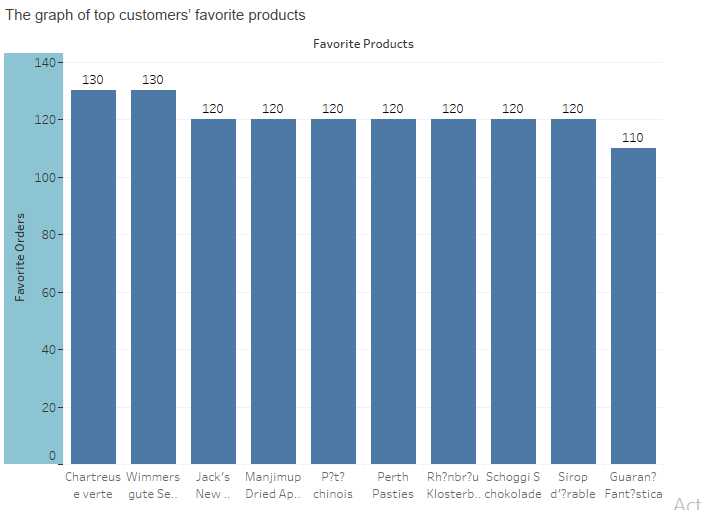 The graph of top customers’ favorite products
Favorite Products
Favorite Orders
140
120
100
80
60
40
20
0
130
130
120
120
120
120
120
120
120
110
Chartreus
e verte
Wimmers
gute Se..
Jack's
New ..
Manjimup
Dried Ap..
P?t?
chinois
Perth
Pasties
Rh?nbr?u
Klosterb..
Schoggi S
chokolade
Sirop
d'?rable
Guaran?
Fant?stica
Act